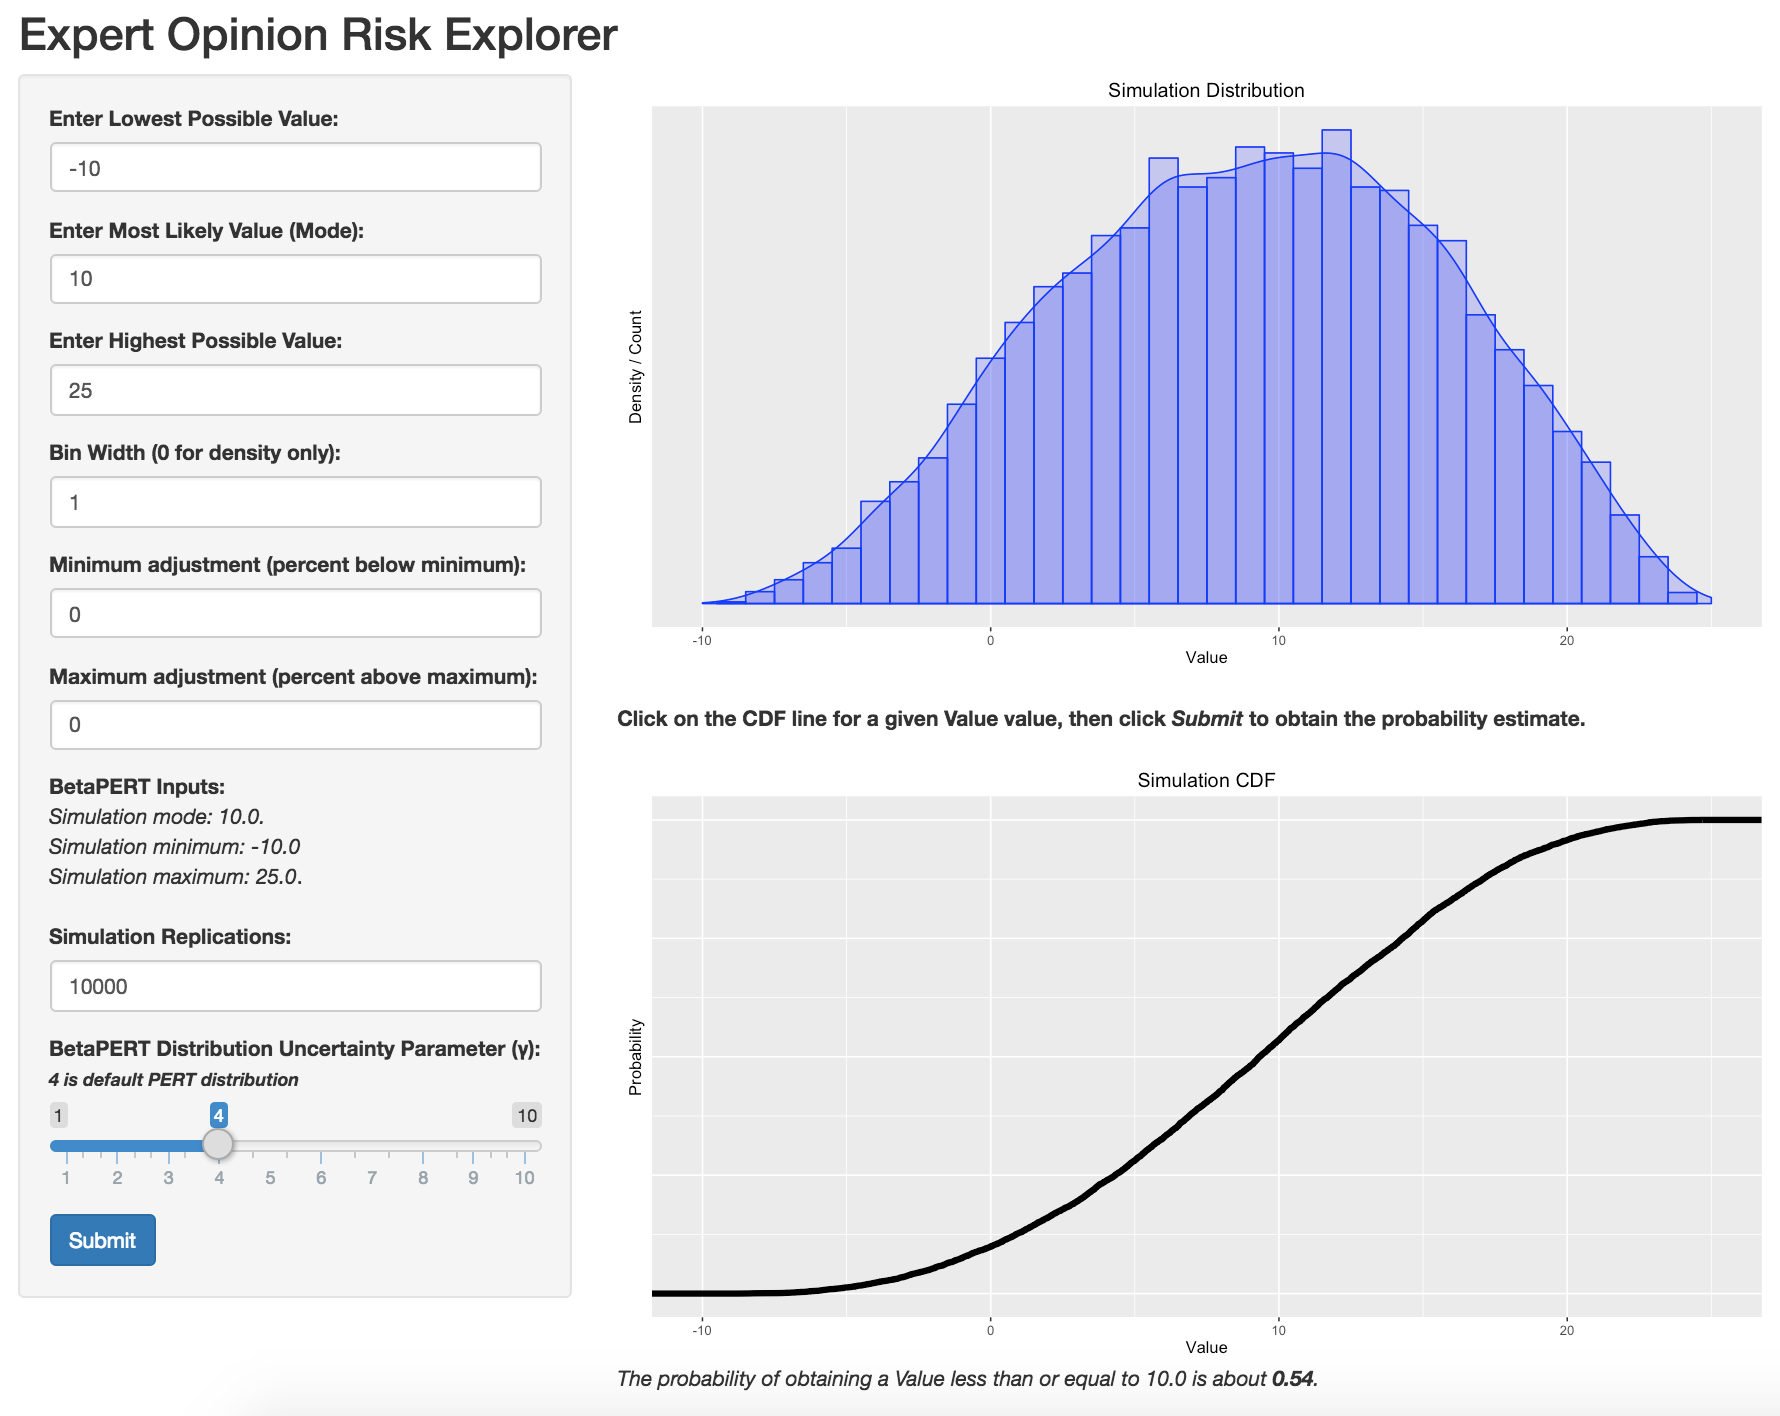 Expert Opinion Risk Explorer
Enter Lowest Possible Value:
-10
Enter Most Likely Value (Mode):
10
Enter Highest Possible Value:
25
Bin Width (0 for density only):
1
Minimum adjustment (percent below minimum):
0
Maximum adjustment (percent above maximum):
0
BetaPERT Inputs:
Simulation mode: 10.0.
Simulation minimum: -10.0
Simulation maximum: 25.0.
Simulation Replications:
10000
BetaPERT Distribution Uncertainty Parameter (γ):
4 is default PERT distribution
1 4 10
1 2 3 4 5 6 7 8 9 10
Submit
Simulation Distribution
Density / Count
-10 0 10 20
Value
Click on the CDF line for a given Value value, then click Submit to obtain the probability estimate.
Simulation CDF
Probability
-10 0 10 20
Value
The probability of obtaining a Value less than or equal to 10.0 is about 0.54.